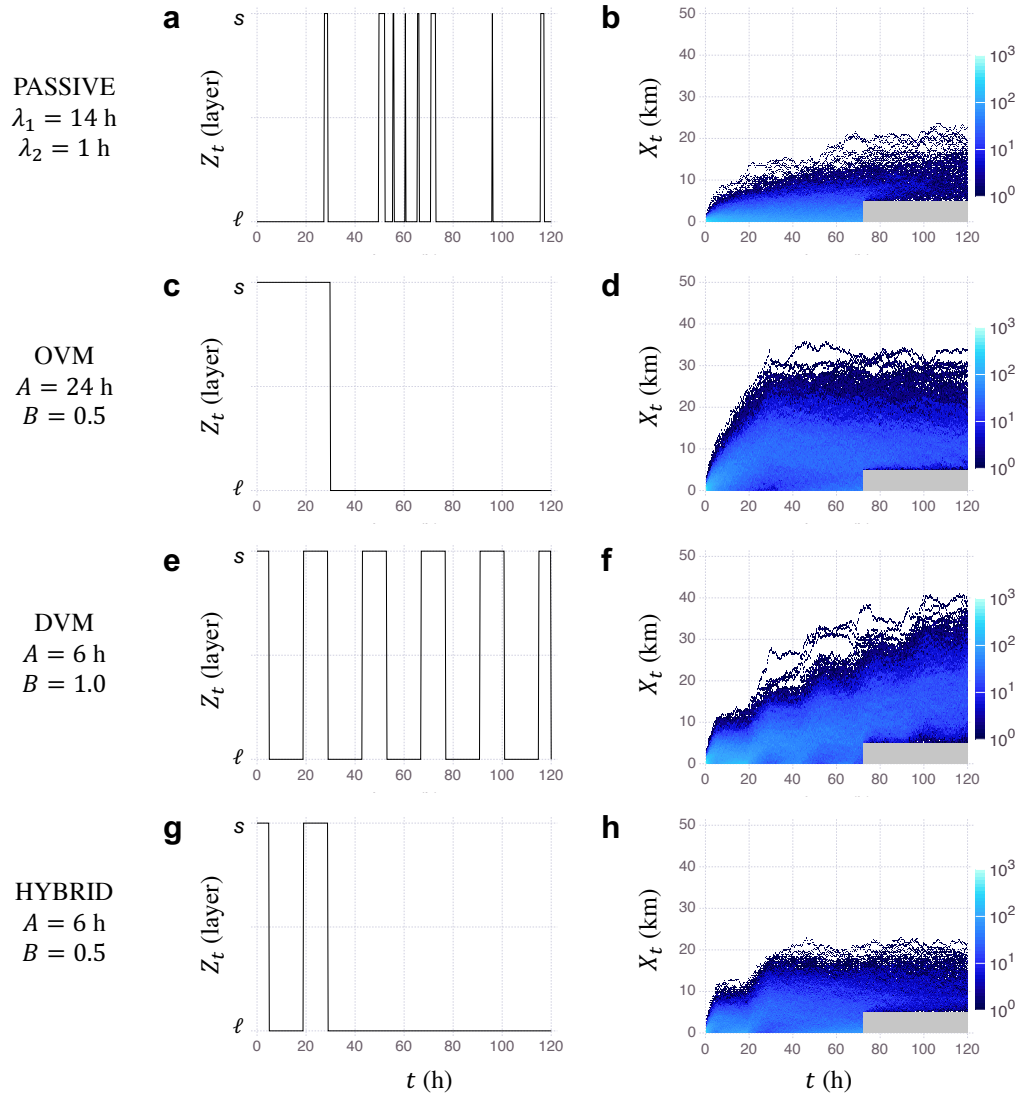 a
b
PASSIVE
λ1 = 14 h
λ2 = 1 h
s
Zt (layer)
ℓ
0 20 40 60 80 100 120
50
40
30
20
10
0
Xt (km)
0 20 40 60 80 100 120
10^3
10^2
10^1
10^0
c
d
OVM
A = 24 h
B = 0.5
s
Zt (layer)
ℓ
0 20 40 60 80 100 120
50
40
30
20
10
0
Xt (km)
0 20 40 60 80 100 120
10^3
10^2
10^1
10^0
e
f
DVM
A = 6 h
B = 1.0
s
Zt (layer)
ℓ
0 20 40 60 80 100 120
50
40
30
20
10
0
Xt (km)
0 20 40 60 80 100 120
10^3
10^2
10^1
10^0
g
h
HYBRID
A = 6 h
B = 0.5
s
Zt (layer)
ℓ
0 20 40 60 80 100 120
t (h)
50
40
30
20
10
0
Xt (km)
0 20 40 60 80 100 120
t (h)
10^3
10^2
10^1
10^0